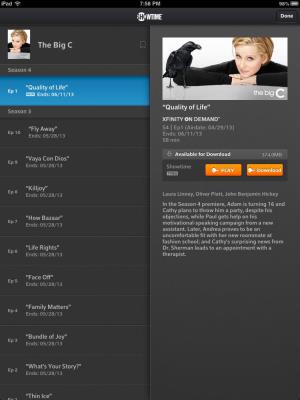 iPad
7:58 PM
98%
SHOWTIME
Done
The Big C
Season 4
Ep 1
"Quality of Life"
Ends: 06/11/13
Season 3
Ep 10
"Fly Away"
Ends: 05/28/13
Ep 9
"Vaya Con Dios"
Ends: 05/28/13
Ep 8
"Killjoy"
Ends: 05/28/13
Ep 7
"How Bazaar"
Ends: 05/28/13
Ep 6
"Life Rights"
Ends: 05/28/13
Ep 5
"Face Off"
Ends: 05/28/13
Ep 4
"Family Matters"
Ends: 05/28/13
Ep 3
"Bundle of Joy"
Ends: 05/28/13
Ep 2
"What's Your Story?"
Ends: 05/28/13
"Thin Ice"
the big C
"Quality of Life"
XFINITY ON DEMAND
S4 | Ep1 (Airdate: 04/29/13)
Ends: 06/11/13
58 min
Available for Download
Showtime
PLAY
Download
Laura Linney, Oliver Platt, John Benjamin Hickey
In the Season 4 premiere, Adam is turning 16 and
Cathy plans to throw him a party, despite his
objections, while Paul gets help on his
motivational-speaking campaign from a new
assistant. Later, Andrea proves to be an
uncomfortable fit with her new roommate at
fashion school; and Cathy's surprising news from
Dr. Sherman leads to an appointment with a
therapist.